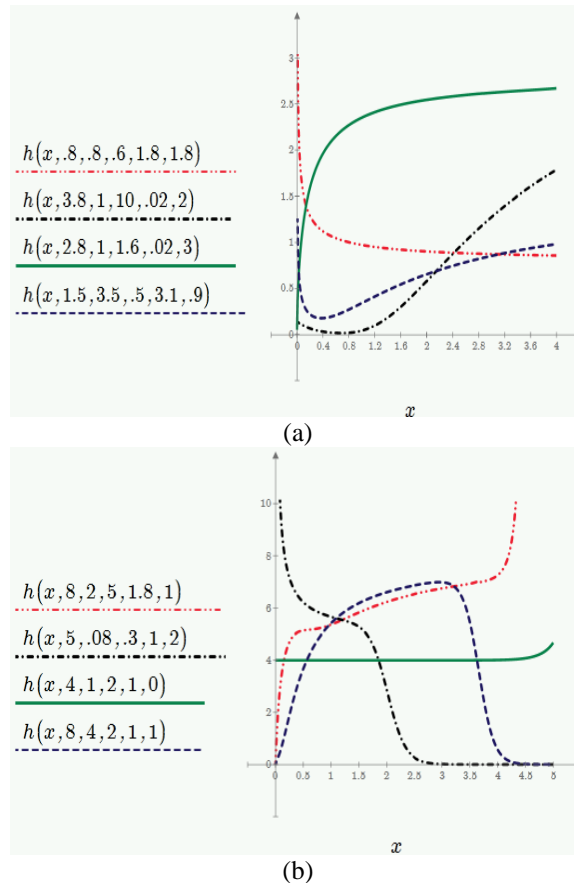 h(x,.8,.8,.6,1.8,1.8)
h(x,3.8,1,10,.02,2)
h(x,2.8,1,1.6,.02,3)
h(x,1.5,3.5,.5,3.1,.9)
3
2.5
2
1.5
1
0.5
0
0 0.4 0.8 1.2 1.6 2 2.4 2.8 3.2 3.6 4
x
(a)
h(x,8,2,5,1.8,1)
h(x,5,.08,.3,1,2)
h(x,4,1,2,1,0)
h(x,8,4,2,1,1)
10
8
6
4
2
0
0 0.5 1 1.5 2 2.5 3 3.5 4 4.5 5
x
(b)